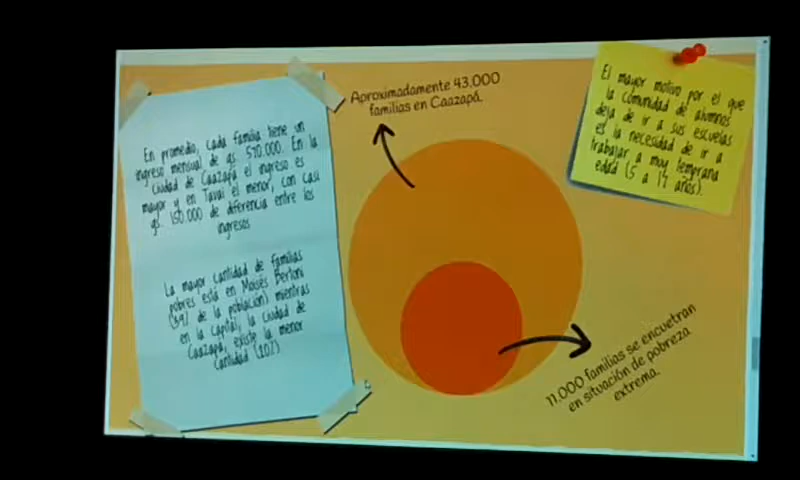 En promedio, cada familia tiene un
ingreso mensual de gs. 570.000. En la
ciudad de Caazapá el ingreso es
mayor y en Tavaí el menor, con casi
gs. 150.000 de diferencia entre los
ingresos
La mayor cantidad de familias
pobres está en Moisés Bertoni
(39% de la población) mientras
en la capital, la ciudad de
Caazapá, existe la menor
cantidad (10%)
Aproximadamente 43.000
familias en Caazapá.
El mayor motivo por el que
la comunidad de alumnos
deja de ir a sus escuelas
es la necesidad de ir a
trabajar a muy temprana
edad (5 a 17 años).
11.000 familias se encuetran
en situación de pobreza
extrema.